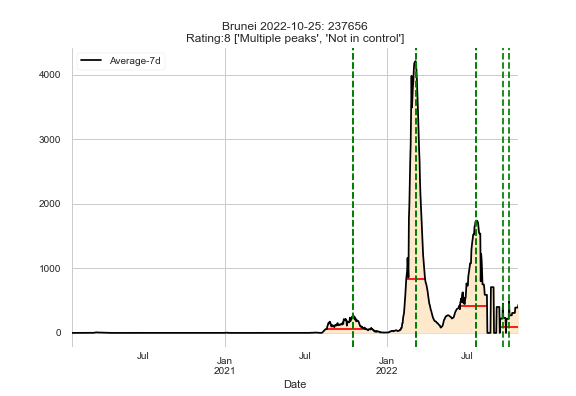 Brunei 2022-10-25: 237656
Rating:8 ['Multiple peaks', 'Not in control']
Average-7d
4000
3000
2000
1000
0
Jul
Jan
2021
Jul
Jan
2022
Jul
Date